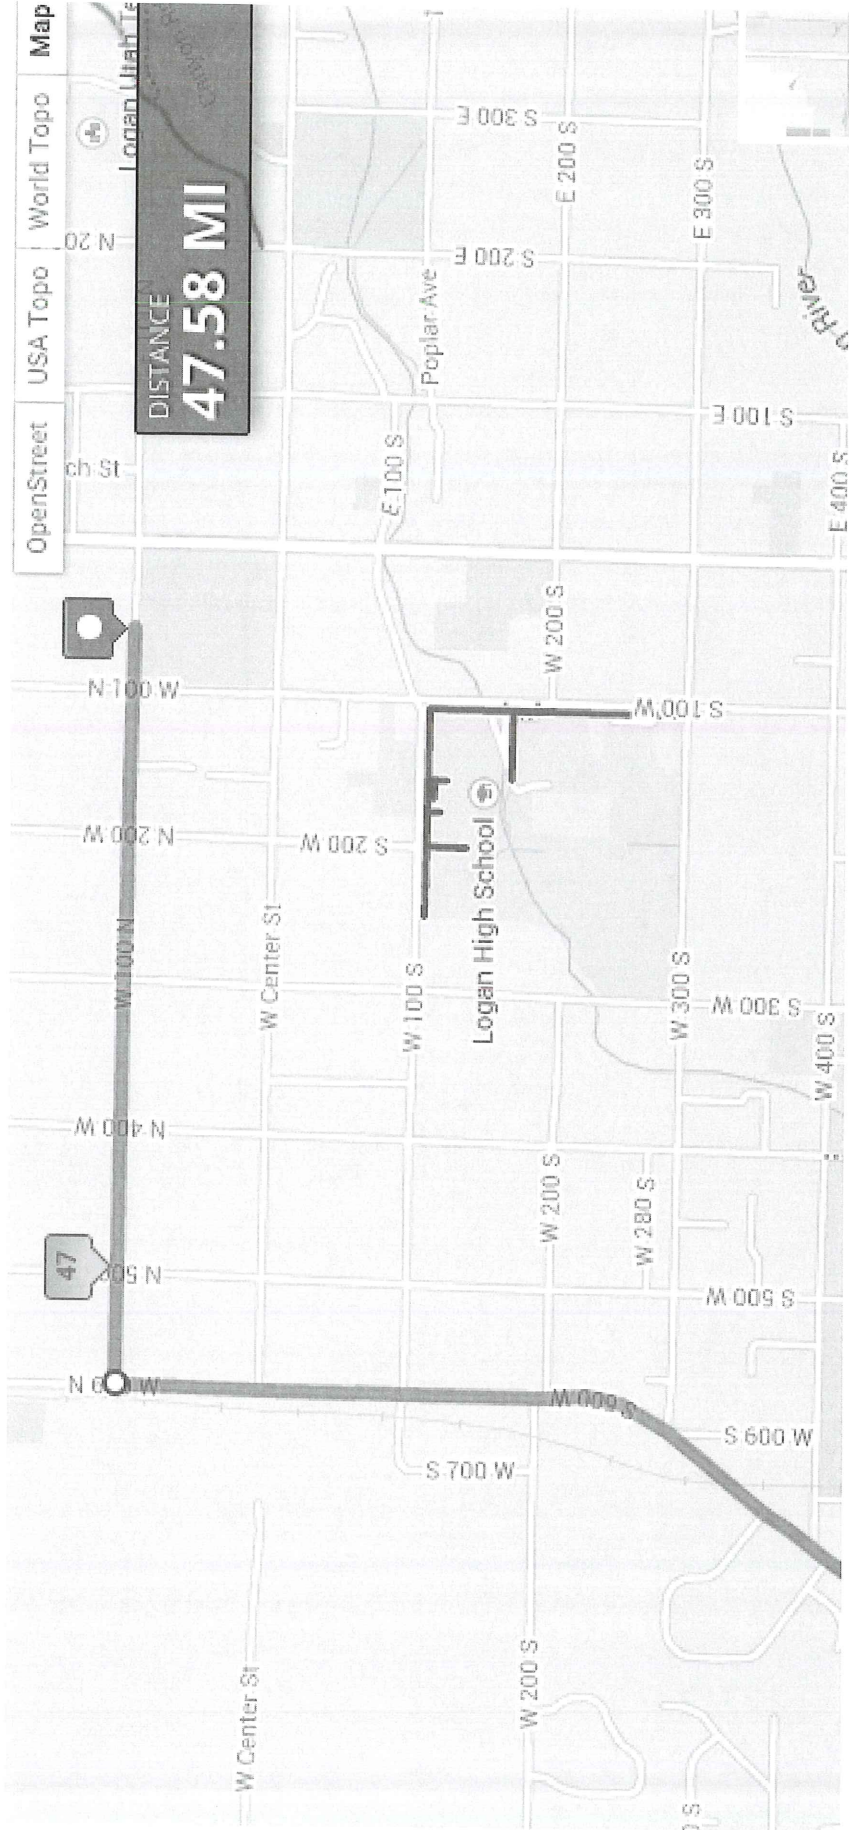 OpenStreet USA Topo World Topo Map
47
N 400 W
N 200 W
N 100 W
ch St
N 20
Logan Utah Te
W 100 N
DISTANCE
47.58 MI
Canyon R
W Center St
W Center St
S 200 W
E 100 S
W 100 S
Poplar Ave
S 700 W
Logan High School
S 300 E
S 200 E
W 200 S
W 200 S
W 200 S
E 200 S
S 600 W
W 280 S
W 300 S
E 300 S
S 100 W
S 600 W
S 500 W
S 300 W
S 100 E
W 400 S
E 400 S
River